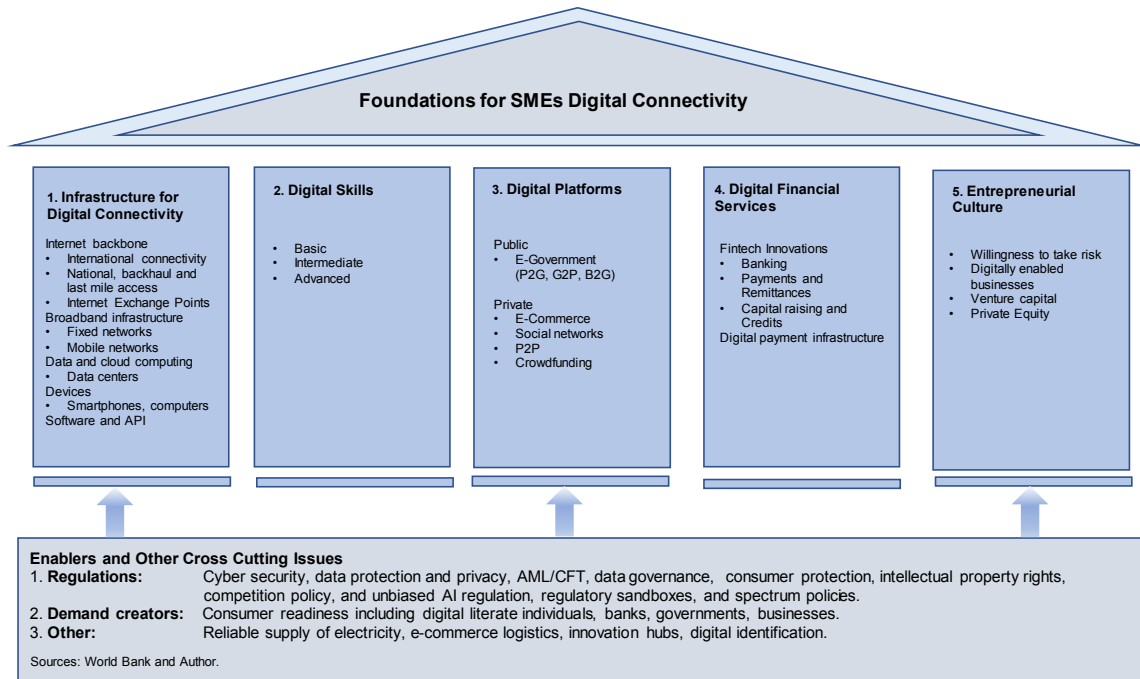 Foundations for SMEs Digital Connectivity
1. Infrastructure for
Digital Connectivity
Internet backbone
• International connectivity
• National, backhaul and
last mile access
• Internet Exchange Points
Broadband infrastructure
• Fixed networks
• Mobile networks
Data and cloud computing
• Data centers
Devices
• Smartphones, computers
Software and API
2. Digital Skills
• Basic
• Intermediate
• Advanced
3. Digital Platforms
Public
• E-Government
(P2G, G2P, B2G)
Private
• E-Commerce
• Social networks
• P2P
• Crowdfunding
4. Digital Financial
Services
Fintech Innovations
• Banking
• Payments and
Remittances
• Capital raising and
Credits
Digital payment infrastructure
5. Entrepreneurial
Culture
• Willingness to take risk
• Digitally enabled
businesses
• Venture capital
• Private Equity
Enablers and Other Cross Cutting Issues
1. Regulations: Cyber security, data protection and privacy, AML/CFT, data governance, consumer protection, intellectual property rights,
competition policy, and unbiased AI regulation, regulatory sandboxes, and spectrum policies.
2. Demand creators: Consumer readiness including digital literate individuals, banks, governments, businesses.
3. Other: Reliable supply of electricity, e-commerce logistics, innovation hubs, digital identification.
Sources: World Bank and Author.